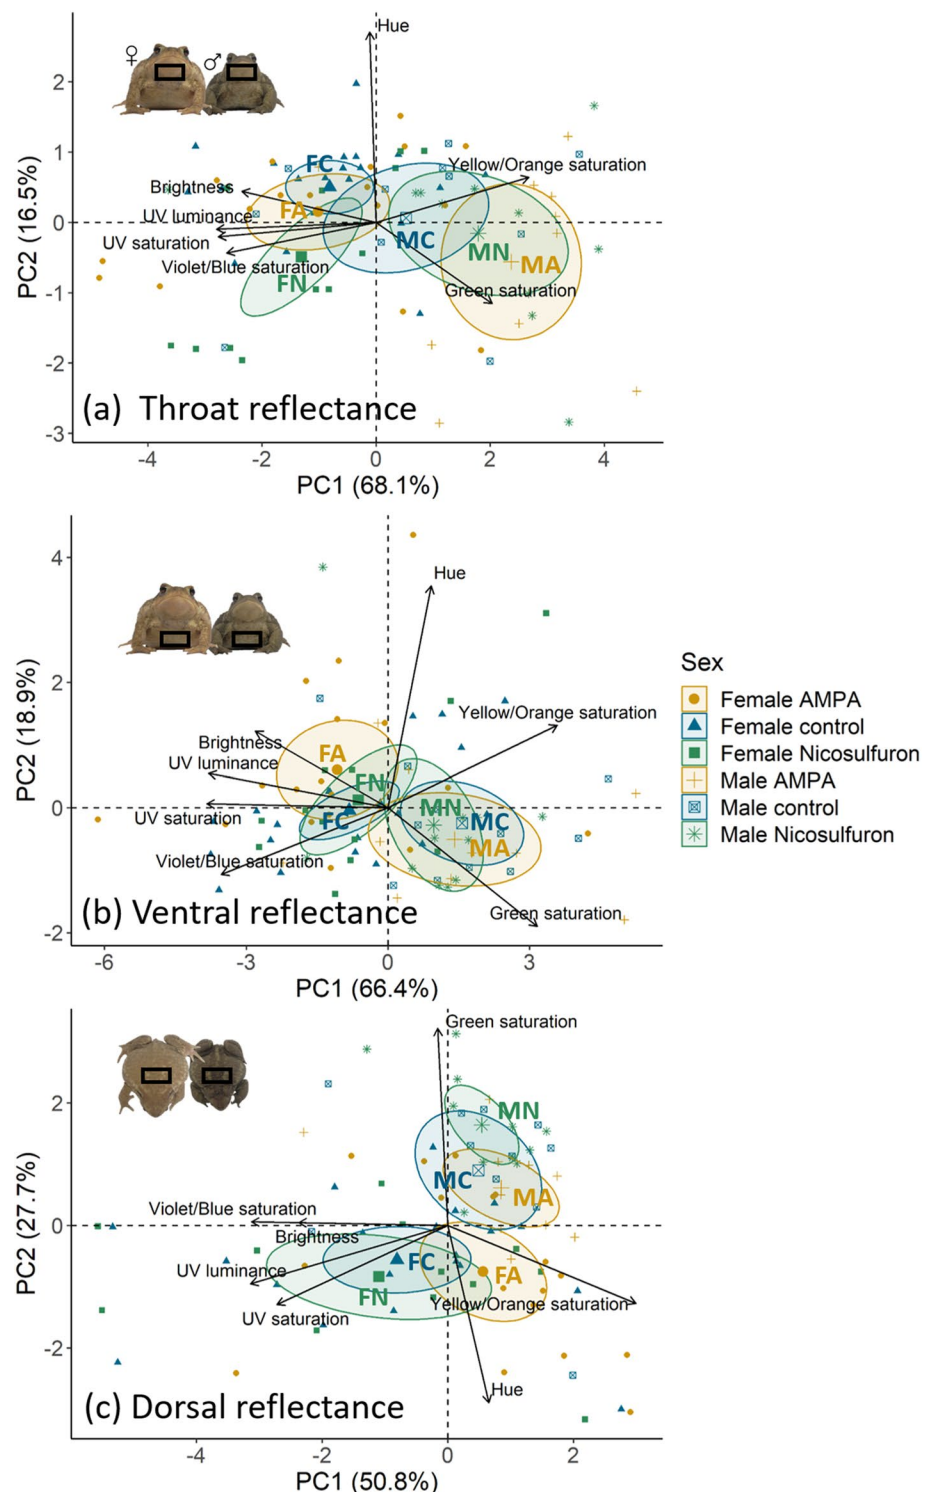 Hue
♀ ♂
2
1
0
-1
-2
-3
PC2 (16.5%)
FC
Yellow/Orange saturation
Brightness
FA
UV luminance
MC
UV saturation
MN
MA
Violet/Blue saturation
FN
Green saturation
(a) Throat reflectance
-4 -2 0 2 4
PC1 (68.1%)
4
2
0
-2
PC2 (18.9%)
Hue
Yellow/Orange saturation
Brightness
FA
UV luminance
FN
MN
UV saturation
FC
MC
MA
Violet/Blue saturation
(b) Ventral reflectance
Green saturation
-6 -3 0 3
PC1 (66.4%)
Sex
Female AMPA
Female control
Female Nicosulfuron
Male AMPA
Male control
Male Nicosulfuron
2
0
-2
PC2 (27.7%)
Green saturation
MN
MC
MA
Violet/Blue saturation
Brightness
FC
UV luminance
FA
FN
Yellow/Orange saturation
UV saturation
Hue
(c) Dorsal reflectance
-4 -2 0 2
PC1 (50.8%)